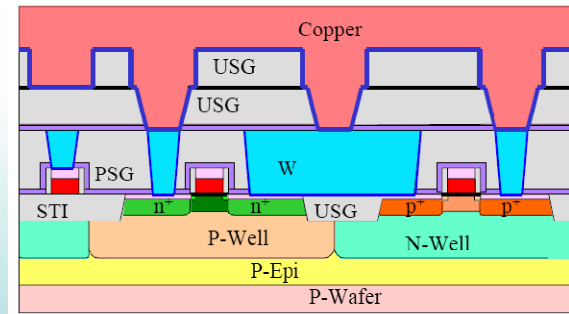 Copper
USG
USG
PSG
W
STI
n+
n+
USG
p+
p+
P-Well
N-Well
P-Epi
P-Wafer